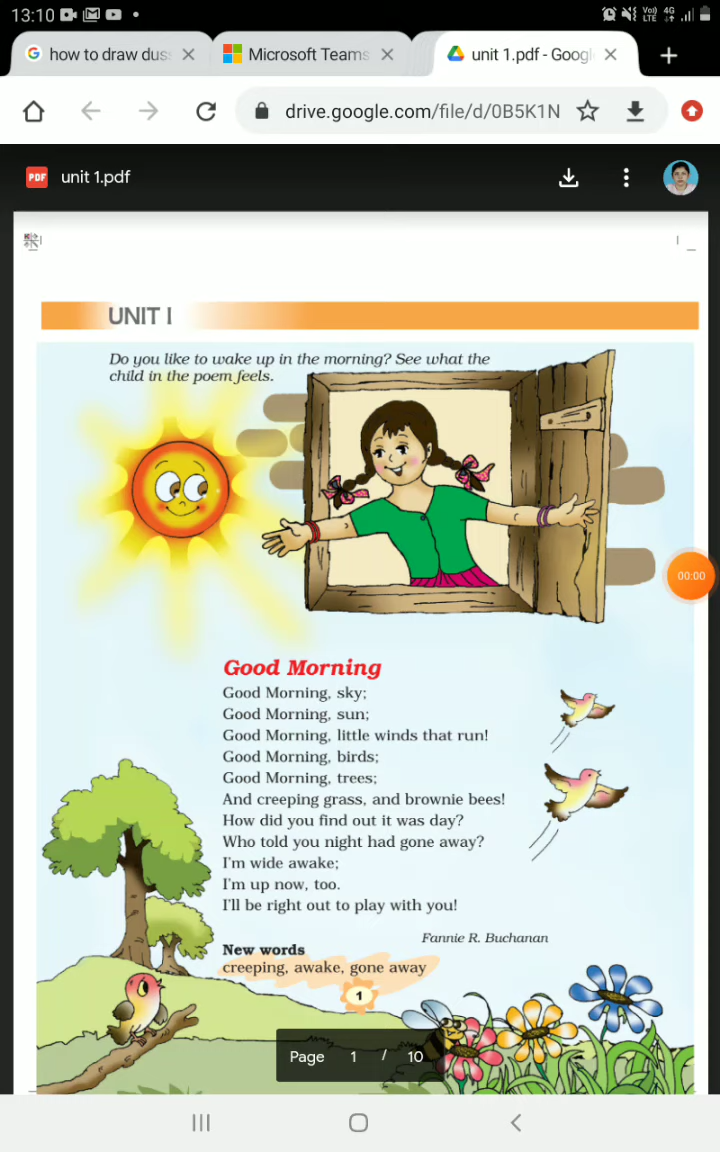 13:10
Vo)) 4G
LTE
how to draw dus
Microsoft Teams
unit 1.pdf - Googl
drive.google.com/file/d/0B5K1N
PDF unit 1.pdf
UNIT I
Do you like to wake up in the morning? See what the
child in the poem feels.
00:00
Good Morning
Good Morning, sky;
Good Morning, sun;
Good Morning, little winds that run!
Good Morning, birds;
Good Morning, trees;
And creeping grass, and brownie bees!
How did you find out it was day?
Who told you night had gone away?
I'm wide awake;
I'm up now, too.
I'll be right out to play with you!
Fannie R. Buchanan
New words
creeping, awake, gone away
1
Page 1 / 10